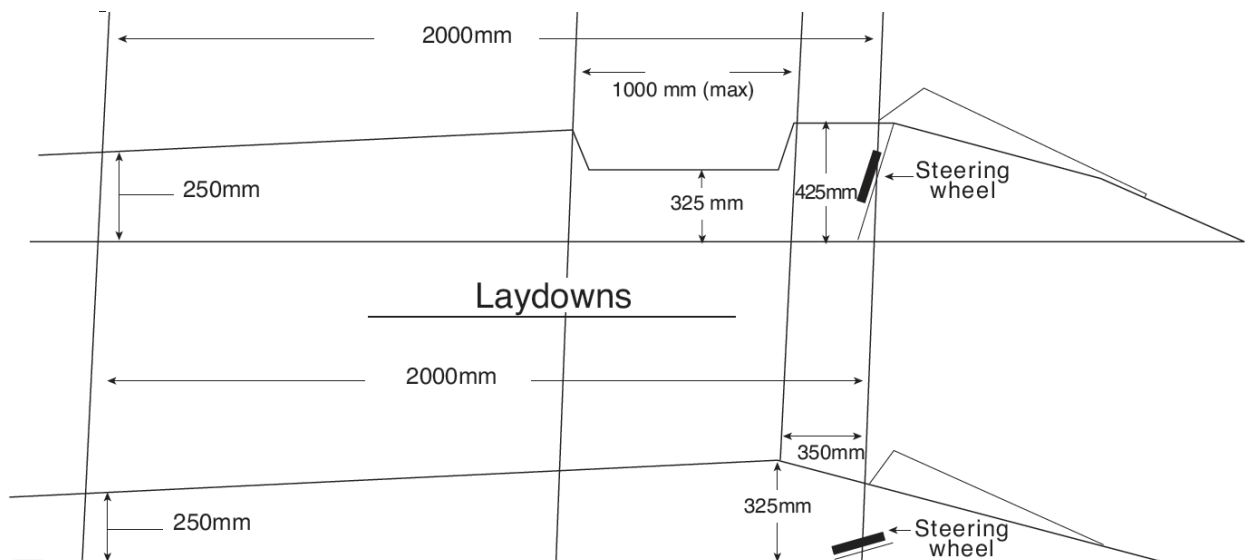 2000mm
1000 mm (max)
250mm
325 mm
425mm
Steering
wheel
Laydowns
2000mm
350mm
250mm
325mm
Steering
wheel